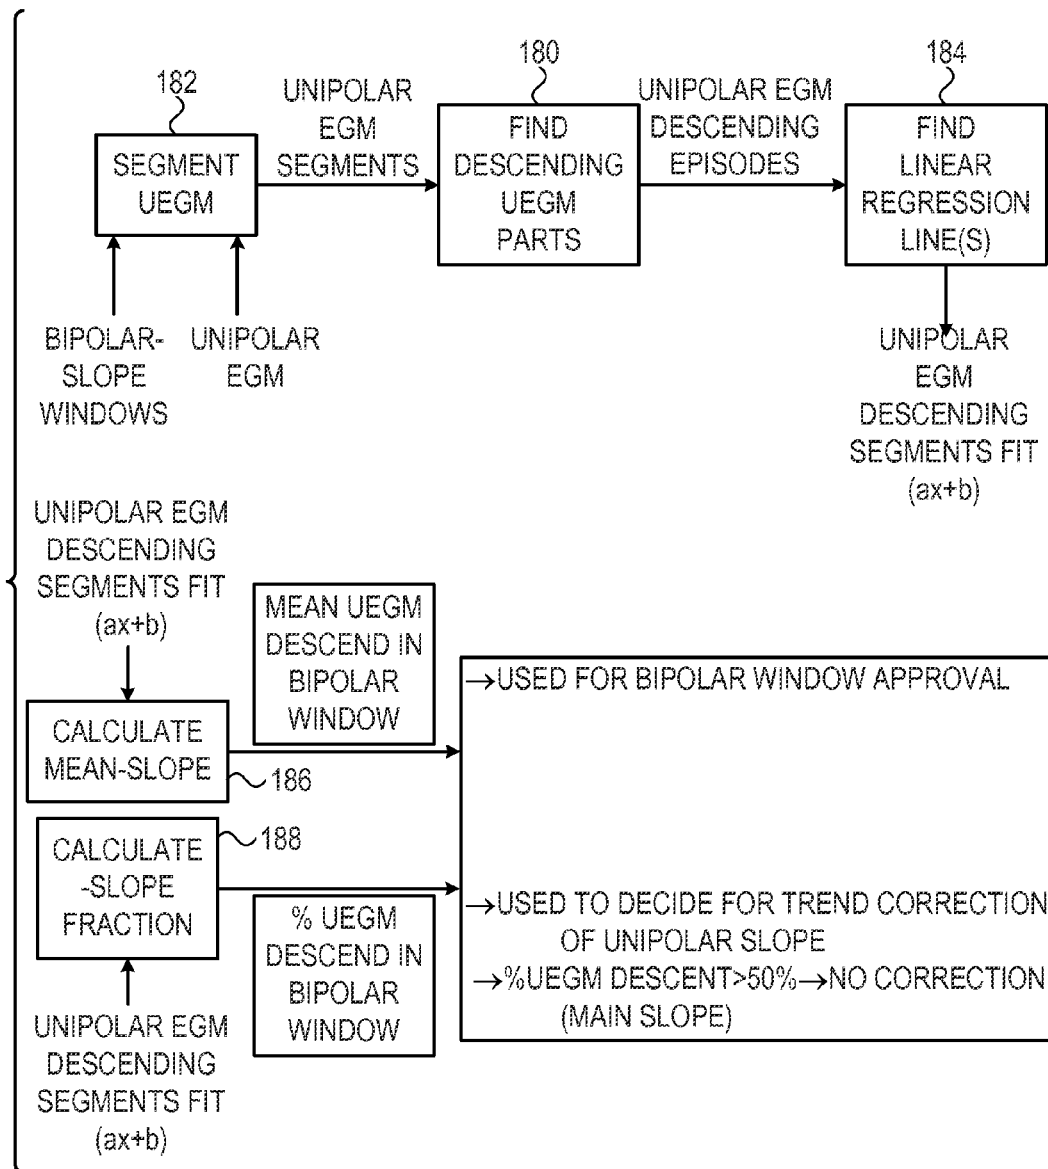 182
SEGMENT
UEGM
UNIPOLAR
EGM
SEGMENTS
180
FIND
DESCENDING
UEGM
PARTS
UNIPOLAR EGM
DESCENDING
EPISODES
184
FIND
LINEAR
REGRESSION
LINE(S)
BIPOLAR-
SLOPE
WINDOWS
UNIPOLAR
EGM
UNIPOLAR
EGM
DESCENDING
SEGMENTS FIT
(ax+b)
UNIPOLAR EGM
DESCENDING
SEGMENTS FIT
(ax+b)
CALCULATE
MEAN-SLOPE
186
MEAN UEGM
DESCEND IN
BIPOLAR
WINDOW
→USED FOR BIPOLAR WINDOW APPROVAL
188
CALCULATE
-SLOPE
FRACTION
% UEGM
DESCEND IN
BIPOLAR
WINDOW
→USED TO DECIDE FOR TREND CORRECTION
OF UNIPOLAR SLOPE
→%UEGM DESCENT>50%→NO CORRECTION
(MAIN SLOPE)
UNIPOLAR EGM
DESCENDING
SEGMENTS FIT
(ax+b)